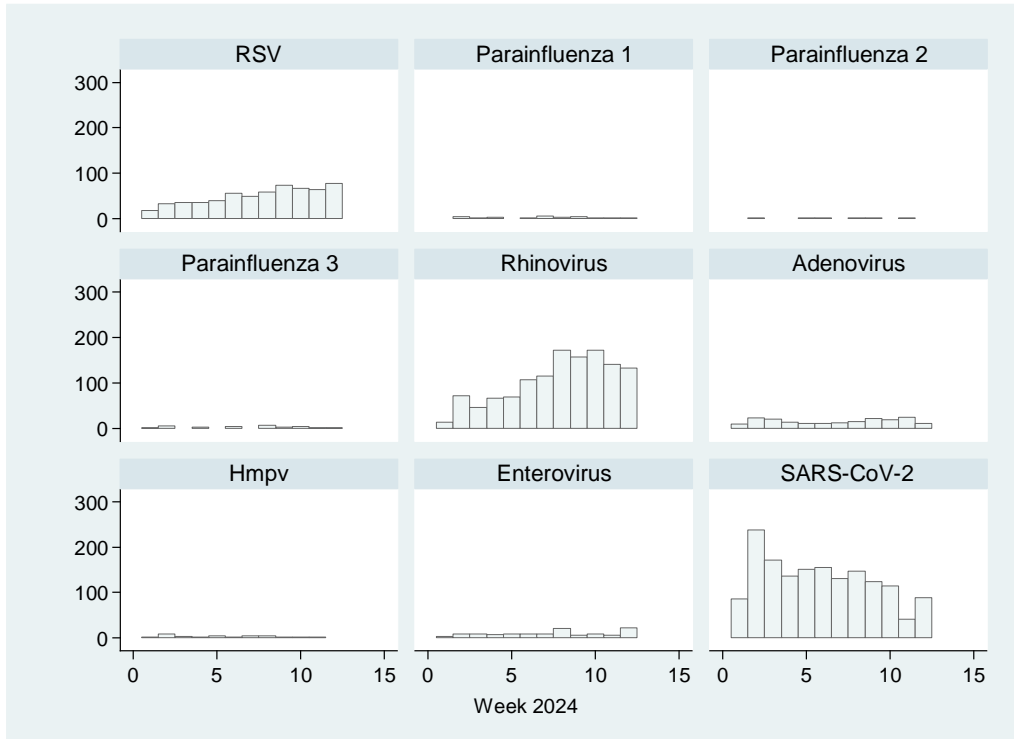 RSV
Parainfluenza 1
Parainfluenza 2
300
200
100
0
Parainfluenza 3
Rhinovirus
Adenovirus
300
200
100
0
Hmpv
Enterovirus
SARS-CoV-2
300
200
100
0
0 5 10 15
0 5 10 15
0 5 10 15
Week 2024